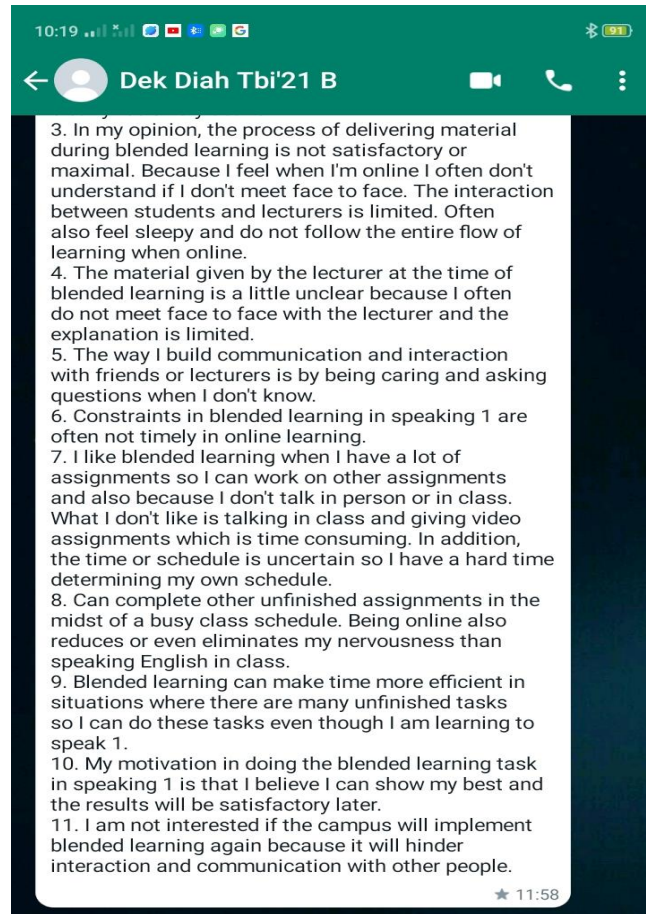 10:19
91
Dek Diah Tbi'21 B
3. In my opinion, the process of delivering material
during blended learning is not satisfactory or
maximal. Because I feel when I'm online I often don't
understand if I don't meet face to face. The interaction
between students and lecturers is limited. Often
also feel sleepy and do not follow the entire flow of
learning when online.
4. The material given by the lecturer at the time of
blended learning is a little unclear because I often
do not meet face to face with the lecturer and the
explanation is limited.
5. The way I build communication and interaction
with friends or lecturers is by being caring and asking
questions when I don't know.
6. Constraints in blended learning in speaking 1 are
often not timely in online learning.
7. I like blended learning when I have a lot of
assignments so I can work on other assignments
and also because I don't talk in person or in class.
What I don't like is talking in class and giving video
assignments which is time consuming. In addition,
the time or schedule is uncertain so I have a hard time
determining my own schedule.
8. Can complete other unfinished assignments in the
midst of a busy class schedule. Being online also
reduces or even eliminates my nervousness than
speaking English in class.
9. Blended learning can make time more efficient in
situations where there are many unfinished tasks
so I can do these tasks even though I am learning to
speak 1.
10. My motivation in doing the blended learning task
in speaking 1 is that I believe I can show my best and
the results will be satisfactory later.
11. I am not interested if the campus will implement
blended learning again because it will hinder
interaction and communication with other people.
11:58